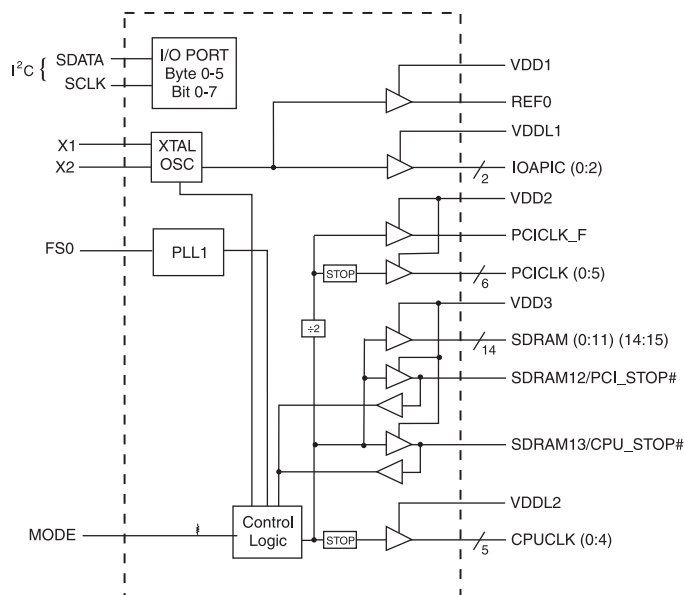 I²C { SDATA
SCLK
I/O PORT
Byte 0-5
Bit 0-7
VDD1
REF0
VDDL1
X1
X2
XTAL
OSC
IOAPIC (0:2)
2
VDD2
PCICLK_F
FS0
PLL1
STOP
PCICLK (0:5)
6
VDD3
÷2
SDRAM (0:11) (14:15)
14
SDRAM12/PCI_STOP#
SDRAM13/CPU_STOP#
VDDL2
MODE
Control
Logic
STOP
CPUCLK (0:4)
5